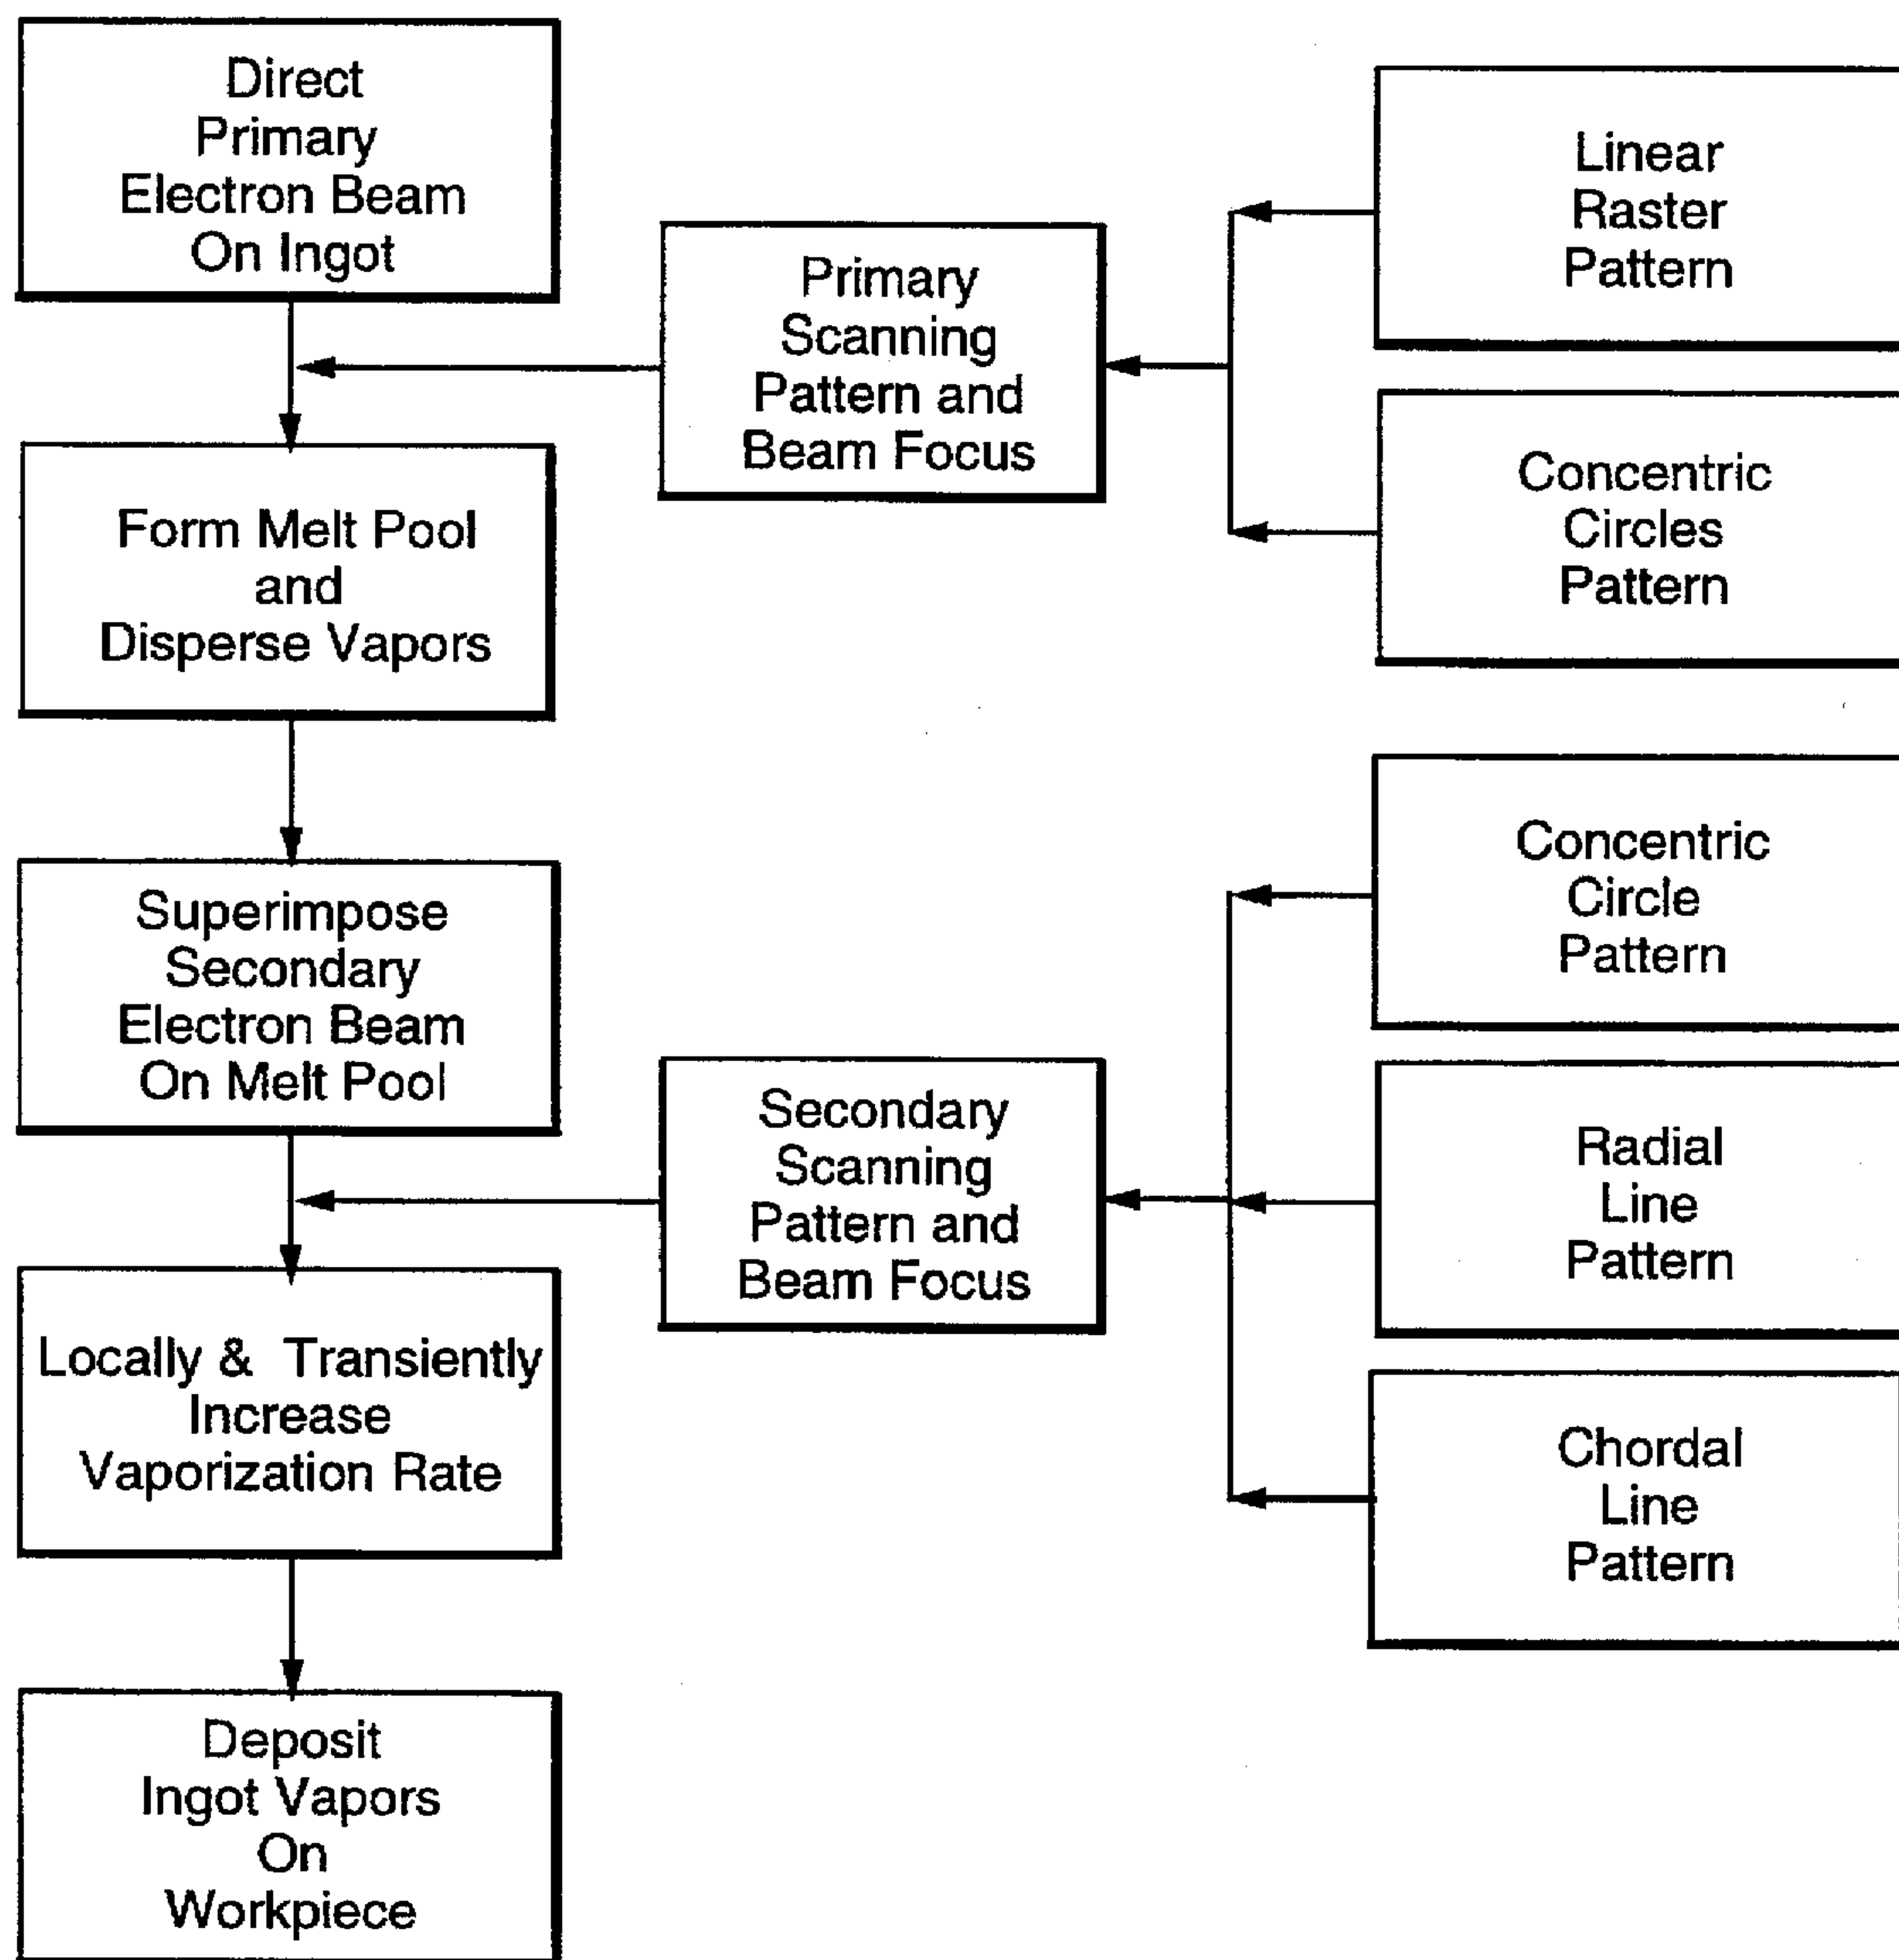 Direct
Primary
Electron Beam
On Ingot
Primary
Scanning
Pattern and
Beam Focus
Linear
Raster
Pattern
Concentric
Circles
Pattern
Form Melt Pool
and
Disperse Vapors
Superimpose
Secondary
Electron Beam
On Melt Pool
Secondary
Scanning
Pattern and
Beam Focus
Concentric
Circle
Pattern
Radial
Line
Pattern
Chordal
Line
Pattern
Locally & Transiently
Increase
Vaporization Rate
Deposit
Ingot Vapors
On
Workpiece